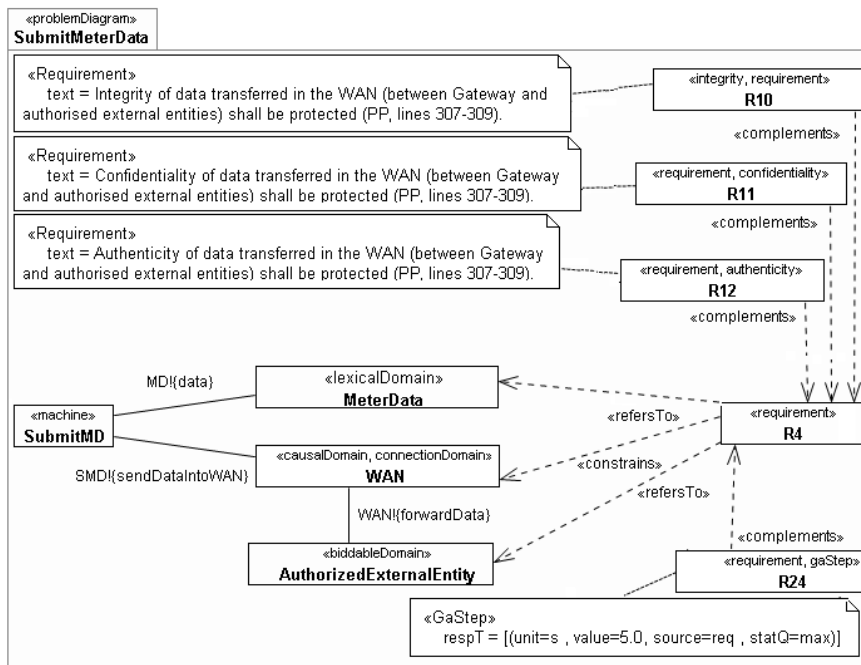 «problemDiagram»
SubmitMeterData
«Requirement»
text = Integrity of data transferred in the WAN (between Gateway and
authorised external entities) shall be protected (PP, lines 307-309).
«integrity, requirement»
R10
«complements»
«Requirement»
text = Confidentiality of data transferred in the WAN (between Gateway
and authorised external entities) shall be protected (PP, lines 307-309).
«requirement, confidentiality»
R11
«complements»
«Requirement»
text = Authenticity of data transferred in the WAN (between Gateway
and authorised external entities) shall be protected (PP, lines 307-309).
«requirement, authenticity»
R12
«complements»
MD!{data}
«lexicalDomain»
MeterData
«machine»
SubmitMD
«refersTo»
«requirement»
R4
SMD!{sendDataIntoWAN}
«causalDomain, connectionDomain»
WAN
«constrains»
«refersTo»
WAN!{forwardData}
«complements»
«biddableDomain»
AuthorizedExternalEntity
«requirement, gaStep»
R24
«GaStep»
respT = [(unit=s , value=5.0, source=req , statQ=max)]